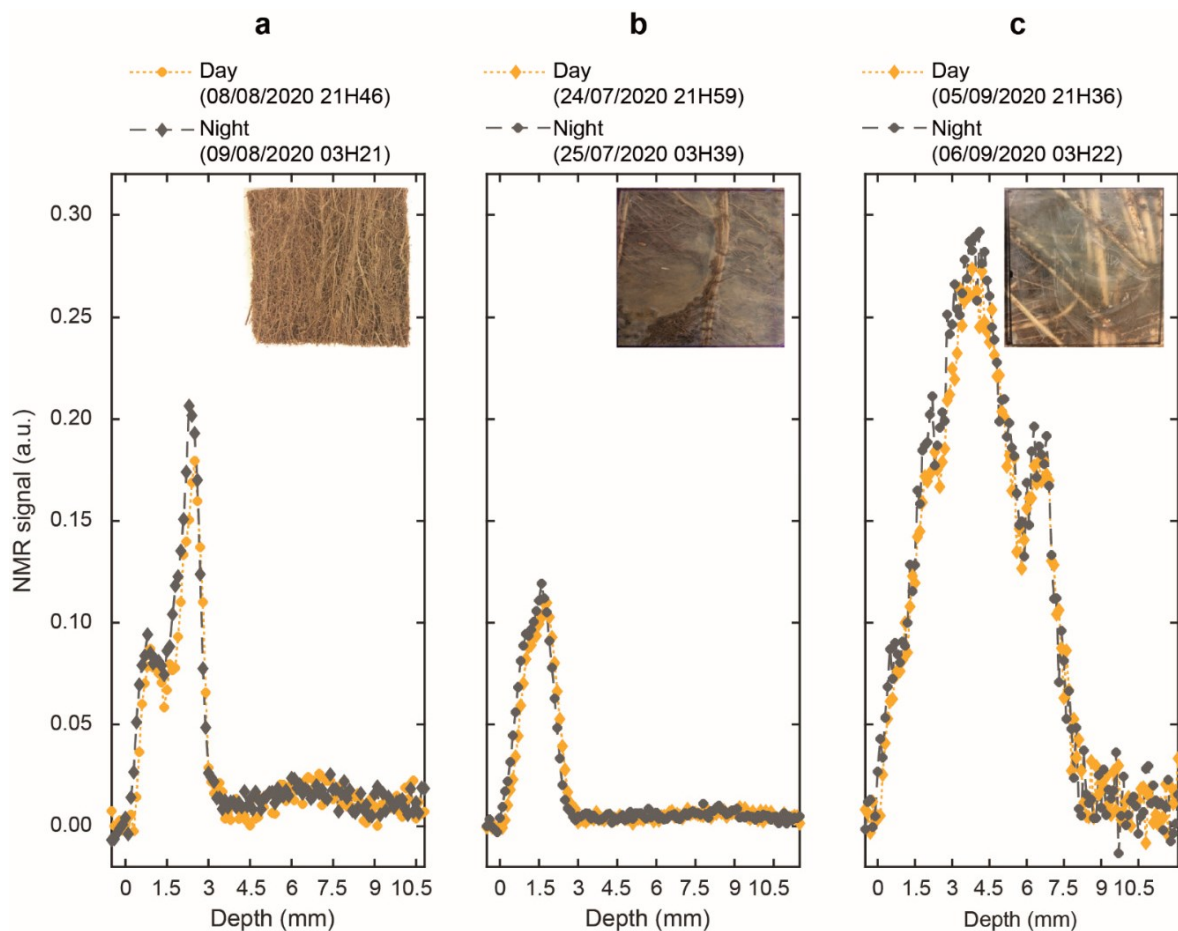 a
Day
(08/08/2020 21H46)
Night
(09/08/2020 03H21)
b
Day
(24/07/2020 21H59)
Night
(25/07/2020 03H39)
c
Day
(05/09/2020 21H36)
Night
(06/09/2020 03H22)
NMR signal (a.u.)
0.30
0.25
0.20
0.15
0.10
0.05
0.00
0 1.5 3 4.5 6 7.5 9 10.5
Depth (mm)
0 1.5 3 4.5 6 7.5 9 10.5
Depth (mm)
0 1.5 3 4.5 6 7.5 9 10.5
Depth (mm)